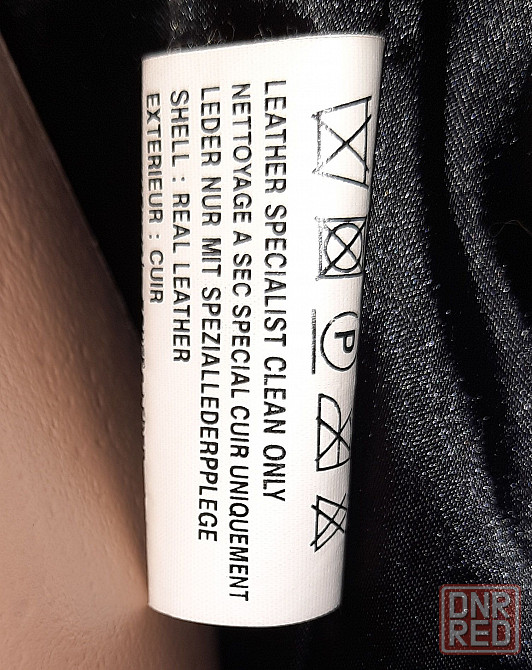 P
LEATHER SPECIALIST CLEAN ONLY
NETTOYAGE A SEC SPECIAL CUIR UNIQUEMENT
LEDER NUR MIT SPEZIALLEDERPPLEGE
SHELL : REAL LEATHER
EXTERIEUR : CUIR
DNR
RED